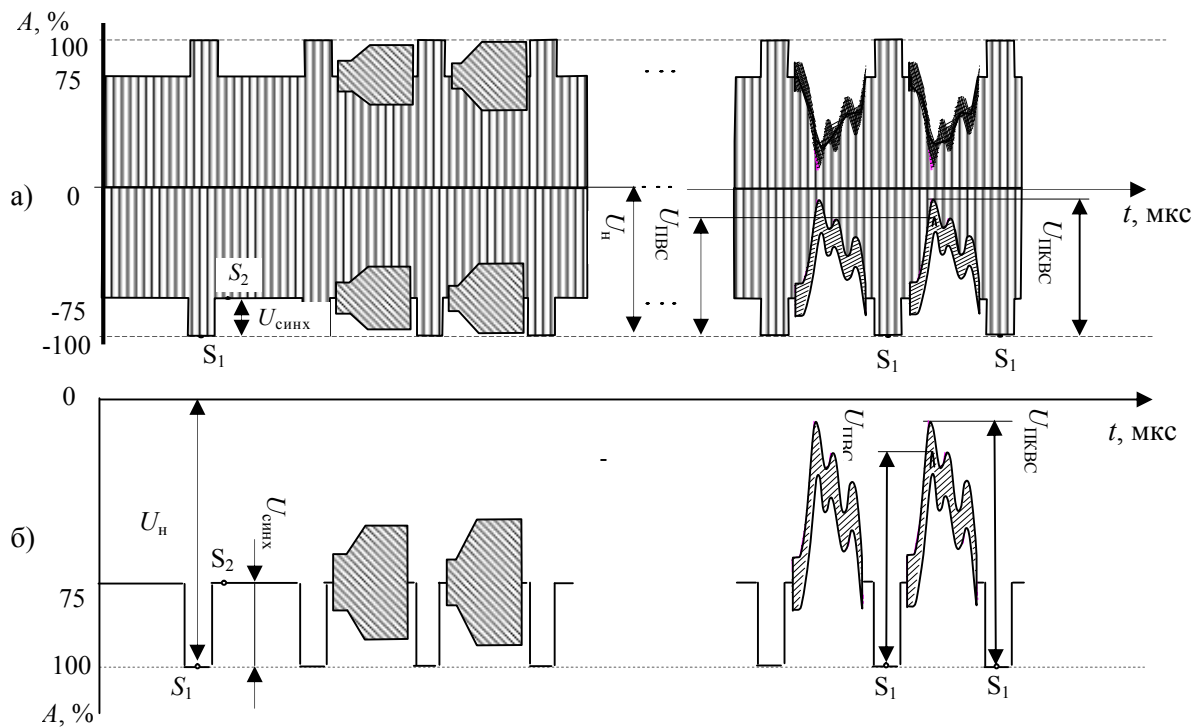 A, %
100
75
0
-75
-100
а)
S₂
Uсинх
S₁
Uн
UПВС
UПКВС
t, мкс
S₁
S₁
0
t, мкс
Uн
Uсинх
UПВС
UПКВС
б)
S₂
75
100
S₁
S₁
S₁
A, %